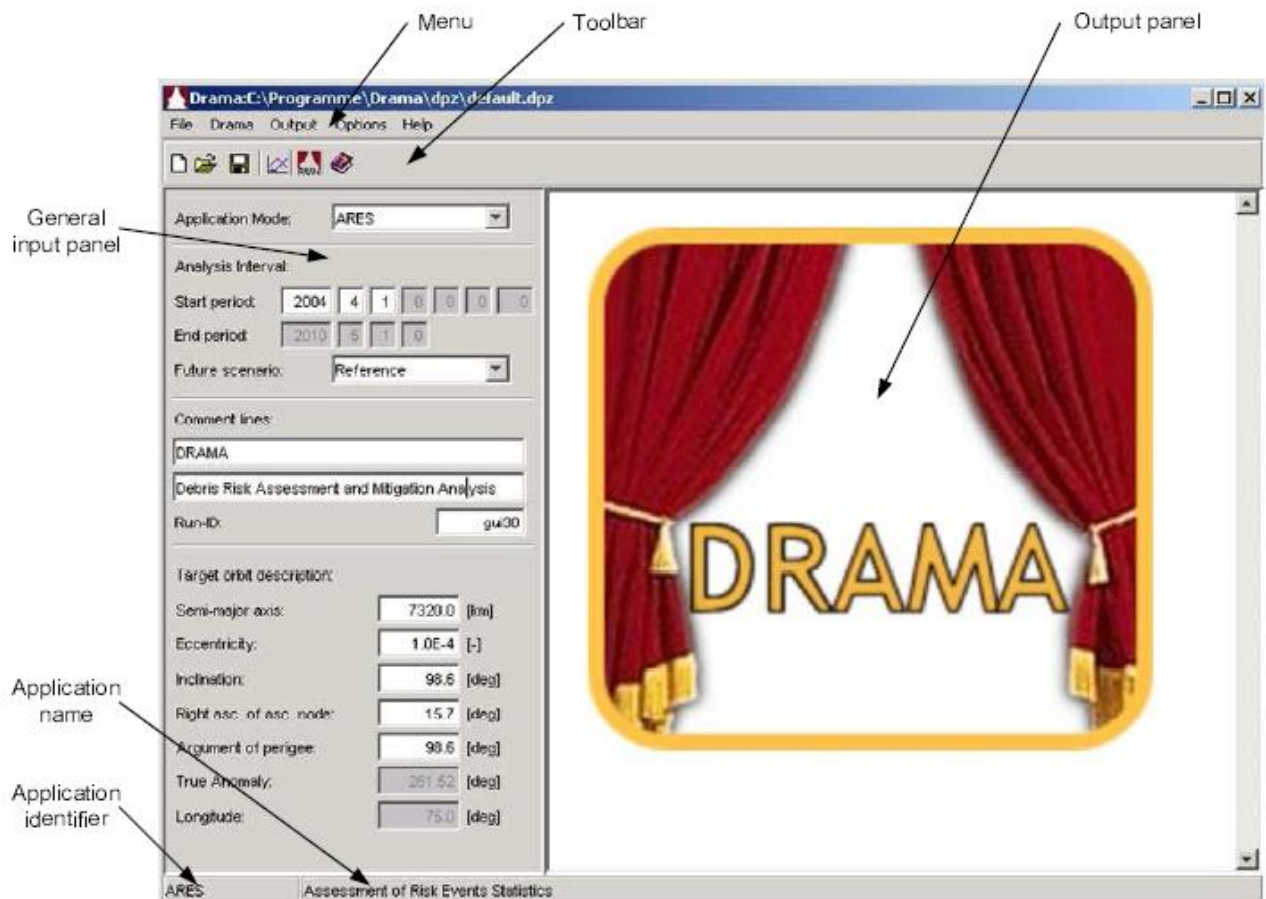 Menu
Toolbar
Output panel
Drama:C:\Programme\Drama\dpz\default.dpz
File Drama Output Options Help
General input panel
Application Mode: ARES
Analysis Interval:
Start period: 2004 4 1 0 0 0 0
End period: 2010 5 1 0
Future scenario: Reference
Comment lines:
DRAMA
Debris Risk Assessment and Mitigation Analysis
Run-ID: gui30
Target orbit description:
Semi-major axis: 7320.0 [km]
Eccentricity: 1.0E-4 [-]
Inclination: 98.6 [deg]
Right asc. of asc. node: 15.7 [deg]
Argument of perigee: 98.6 [deg]
True Anomaly: 261.52 [deg]
Longitude: 75.0 [deg]
DRAMA
Application name
Application identifier
ARES
Assessment of Risk Events Statistics